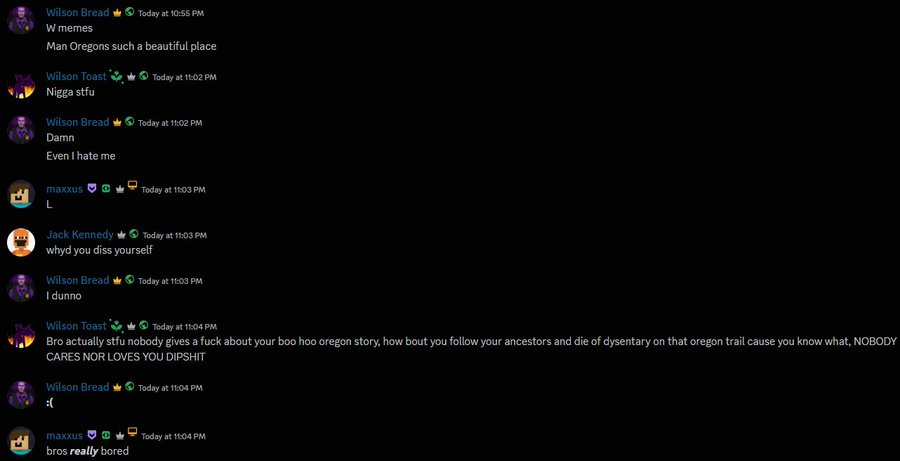 Wilson Bread Today at 10:55 PM
W memes
Man Oregons such a beautiful place
Wilson Toast Today at 11:02 PM
Nigga stfu
Wilson Bread Today at 11:02 PM
Damn
Even I hate me
maxxus Today at 11:03 PM
L
Jack Kennedy Today at 11:03 PM
whyd you diss yourself
Wilson Bread Today at 11:03 PM
I dunno
Wilson Toast Today at 11:04 PM
Bro actually stfu nobody gives a fuck about your boo hoo oregon story, how bout you follow your ancestors and die of dysentary on that oregon trail cause you know what, NOBODY
CARES NOR LOVES YOU DIPSHIT
Wilson Bread Today at 11:04 PM
:(
maxxus Today at 11:04 PM
bros really bored